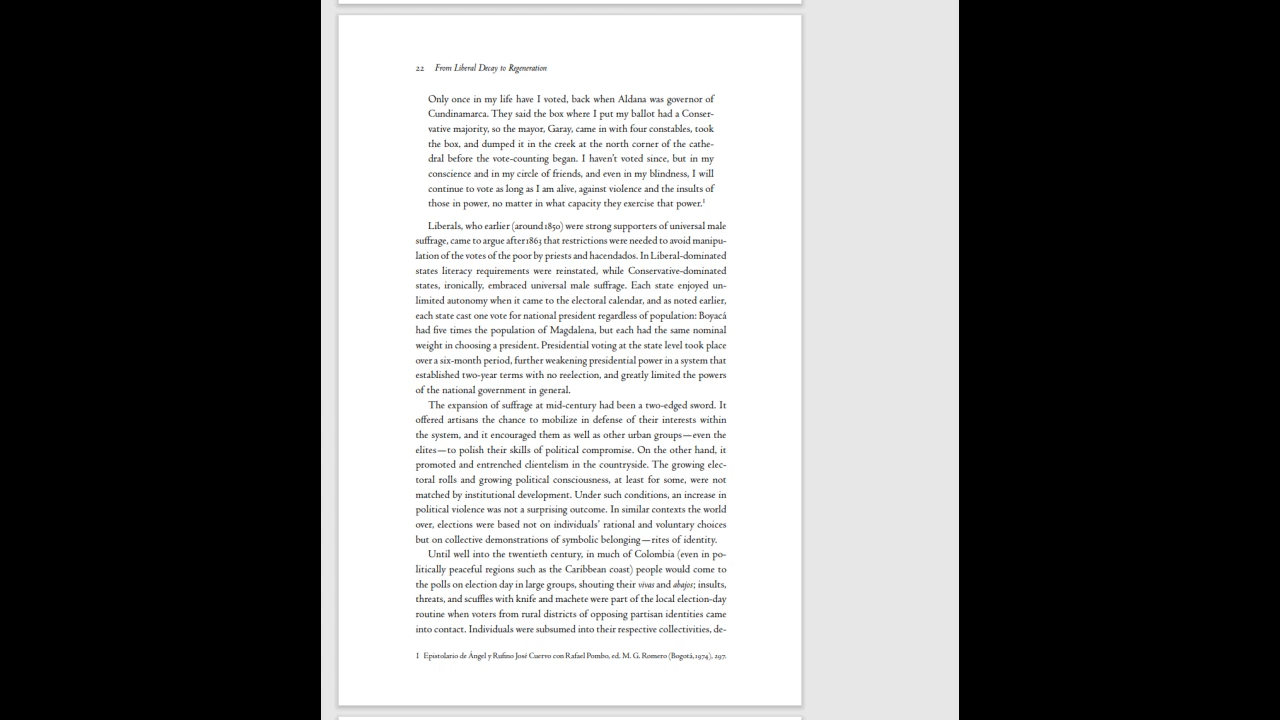 22 From Liberal Decay to Regeneration
Only once in my life have I voted, back when Aldana was governor of
Cundinamarca. They said the box where I put my ballot had a Conser-
vative majority, so the mayor, Garay, came in with four constables, took
the box, and dumped it in the creek at the north corner of the cathe-
dral before the vote-counting began. I haven't voted since, but in my
conscience and in my circle of friends, and even in my blindness, I will
continue to vote as long as I am alive, against violence and the insults of
those in power, no matter in what capacity they exercise that power.¹
Liberals, who earlier (around 1850) were strong supporters of universal male
suffrage, came to argue after 1863 that restrictions were needed to avoid manipu-
lation of the votes of the poor by priests and hacendados. In Liberal-dominated
states literacy requirements were reinstated, while Conservative-dominated
states, ironically, embraced universal male suffrage. Each state enjoyed un-
limited autonomy when it came to the electoral calendar, and as noted earlier,
each state cast one vote for national president regardless of population: Boyacá
had five times the population of Magdalena, but each had the same nominal
weight in choosing a president. Presidential voting at the state level took place
over a six-month period, further weakening presidential power in a system that
established two-year terms with no reelection, and greatly limited the powers
of the national government in general.
The expansion of suffrage at mid-century had been a two-edged sword. It
offered artisans the chance to mobilize in defense of their interests within
the system, and it encouraged them as well as other urban groups—even the
elites—to polish their skills of political compromise. On the other hand, it
promoted and entrenched clientelism in the countryside. The growing elec-
toral rolls and growing political consciousness, at least for some, were not
matched by institutional development. Under such conditions, an increase in
political violence was not a surprising outcome. In similar contexts the world
over, elections were based not on individuals' rational and voluntary choices
but on collective demonstrations of symbolic belonging—rites of identity.
Until well into the twentieth century, in much of Colombia (even in po-
litically peaceful regions such as the Caribbean coast) people would come to
the polls on election day in large groups, shouting their vivas and abajos; insults,
threats, and scuffles with knife and machete were part of the local election-day
routine when voters from rural districts of opposing partisan identities came
into contact. Individuals were subsumed into their respective collectivities, de-
1 Epistolario de Ángel y Rufino José Cuervo con Rafael Pombo, ed. M. G. Romero (Bogotá, 1974), 297.